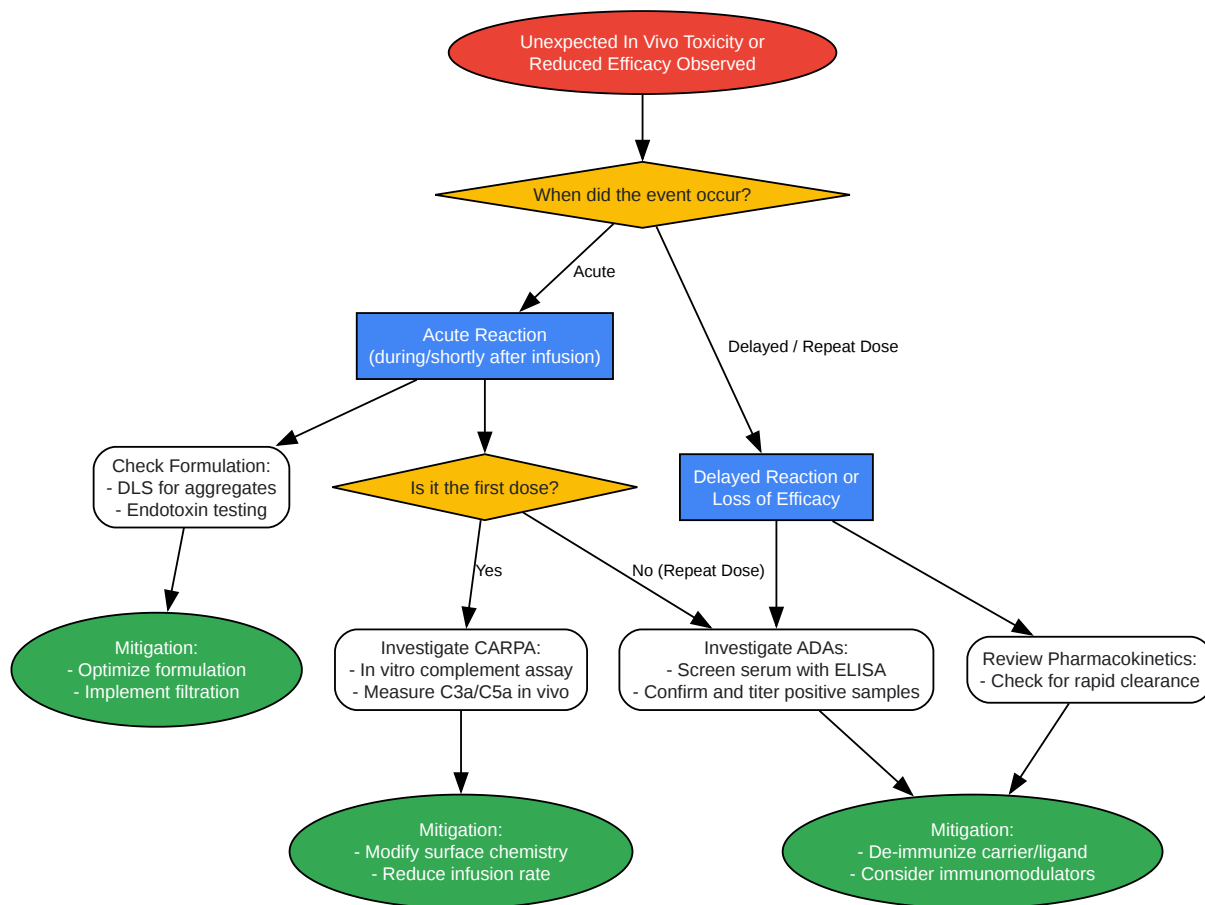 Unexpected In Vivo Toxicity or
Reduced Efficacy Observed
When did the event occur?
Acute
Acute Reaction
(during/shortly after infusion)
Delayed / Repeat Dose
Check Formulation:
- DLS for aggregates
- Endotoxin testing
Is it the first dose?
Delayed Reaction or
Loss of Efficacy
Yes
No (Repeat Dose)
Mitigation:
- Optimize formulation
- Implement filtration
Investigate CARPA:
- In vitro complement assay
- Measure C3a/C5a in vivo
Investigate ADAs:
- Screen serum with ELISA
- Confirm and titer positive samples
Review Pharmacokinetics:
- Check for rapid clearance
Mitigation:
- Modify surface chemistry
- Reduce infusion rate
Mitigation:
- De-immunize carrier/ligand
- Consider immunomodulators